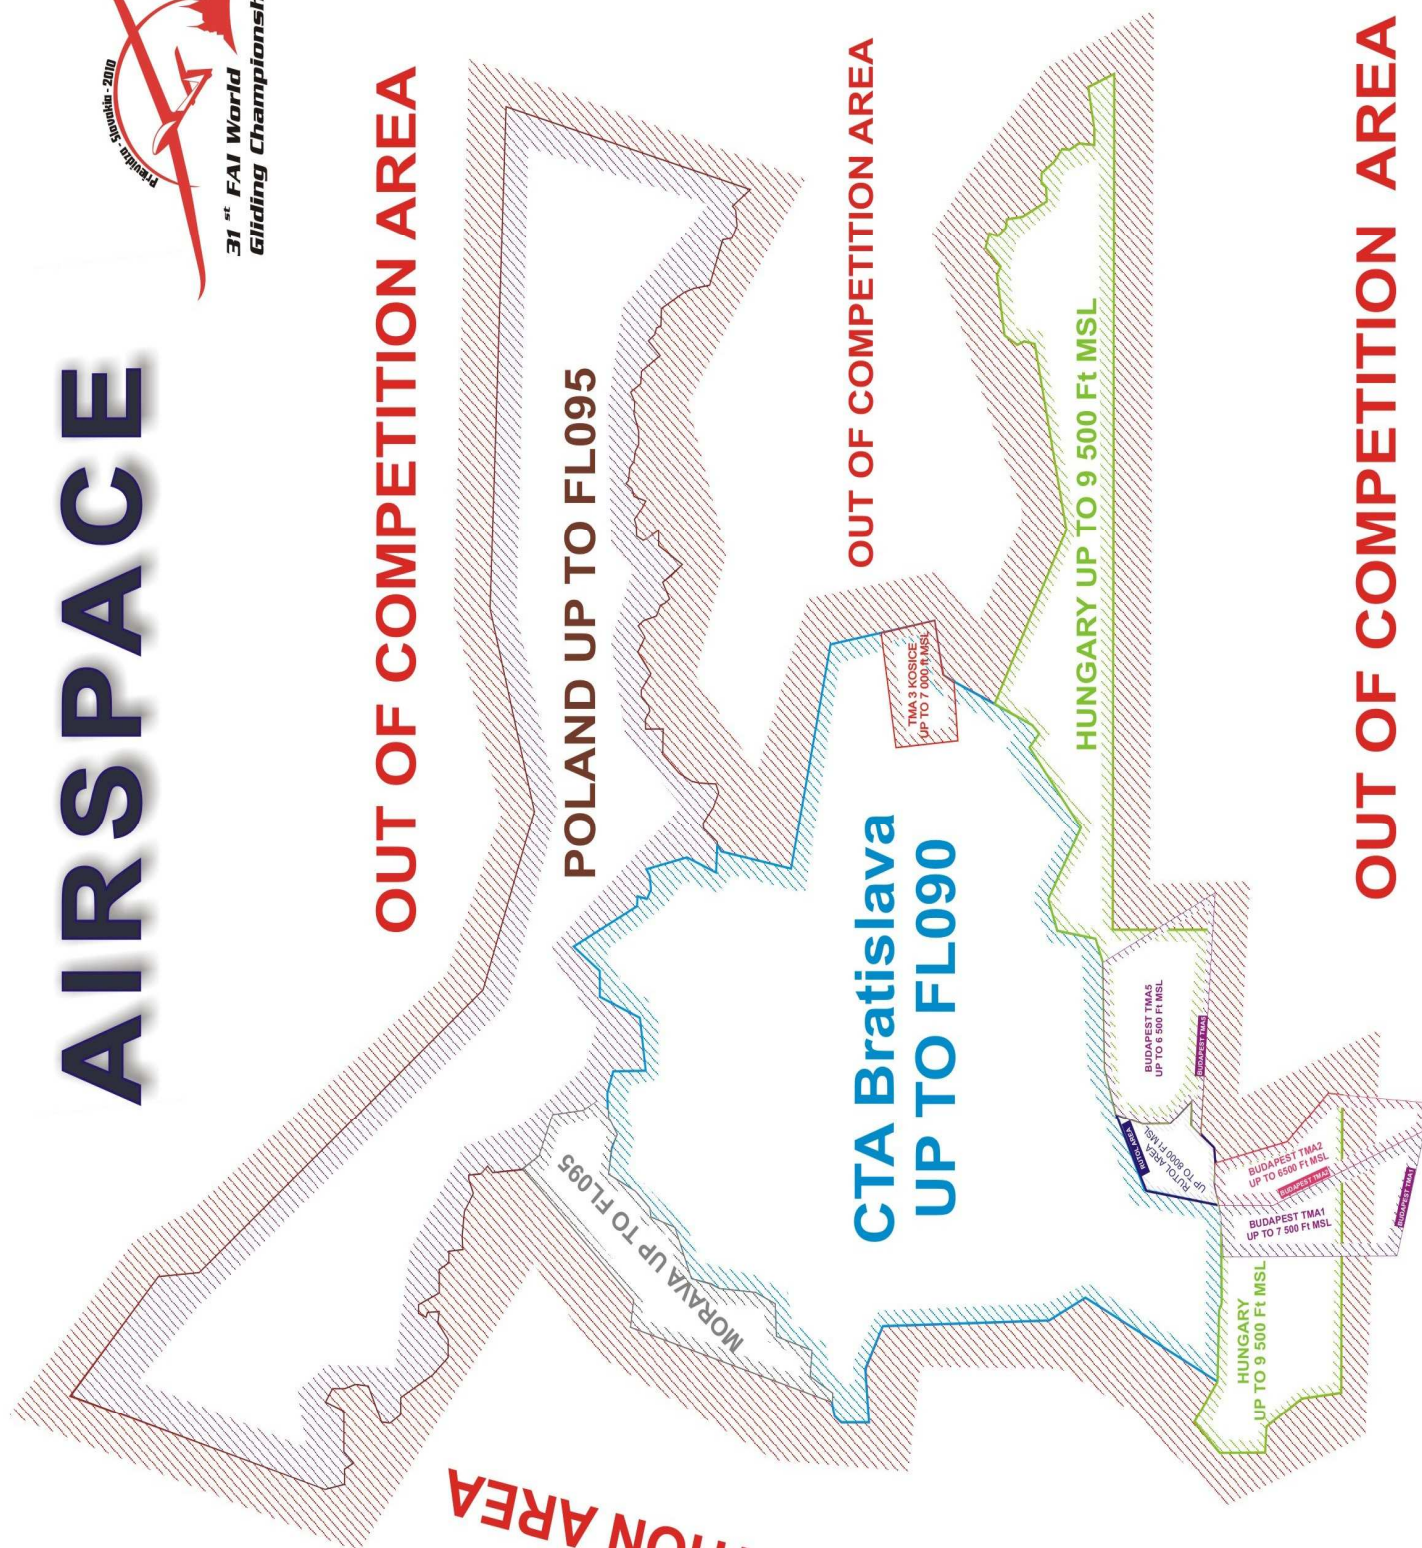 Prievidza - Slovakia - 2010
31 st FAI World
Gliding Championsh
AIRSPACE
OUT OF COMPETITION AREA
POLAND UP TO FL095
OUT OF COMPETITION AREA
TMA 3 KOSICE
UP TO 7 000 ft MSL
HUNGARY UP TO 9 500 Ft MSL
OUT OF COMPETITION AREA
CTA Bratislava
UP TO FL090
MORAVA UP TO FL095
BUDAPEST TMA5
UP TO 6 500 Ft MSL
BUDAPEST TMA5
RUTOL AREA
RUTOL AREA
UP TO 8000 Ft MSL
BUDAPEST TMA2
UP TO 6500 Ft MSL
BUDAPEST TMA2
BUDAPEST TMA1
UP TO 7 500 Ft MSL
BUDAPEST TMA1
HUNGARY
UP TO 9 500 Ft MSL
TION AREA